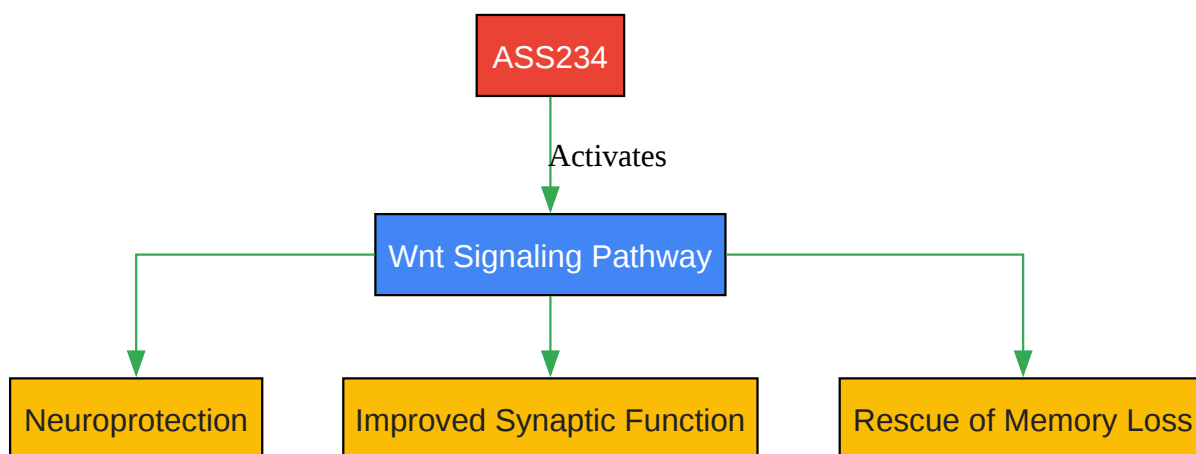 ASS234
Activates
Wnt Signaling Pathway
Neuroprotection
Improved Synaptic Function
Rescue of Memory Loss